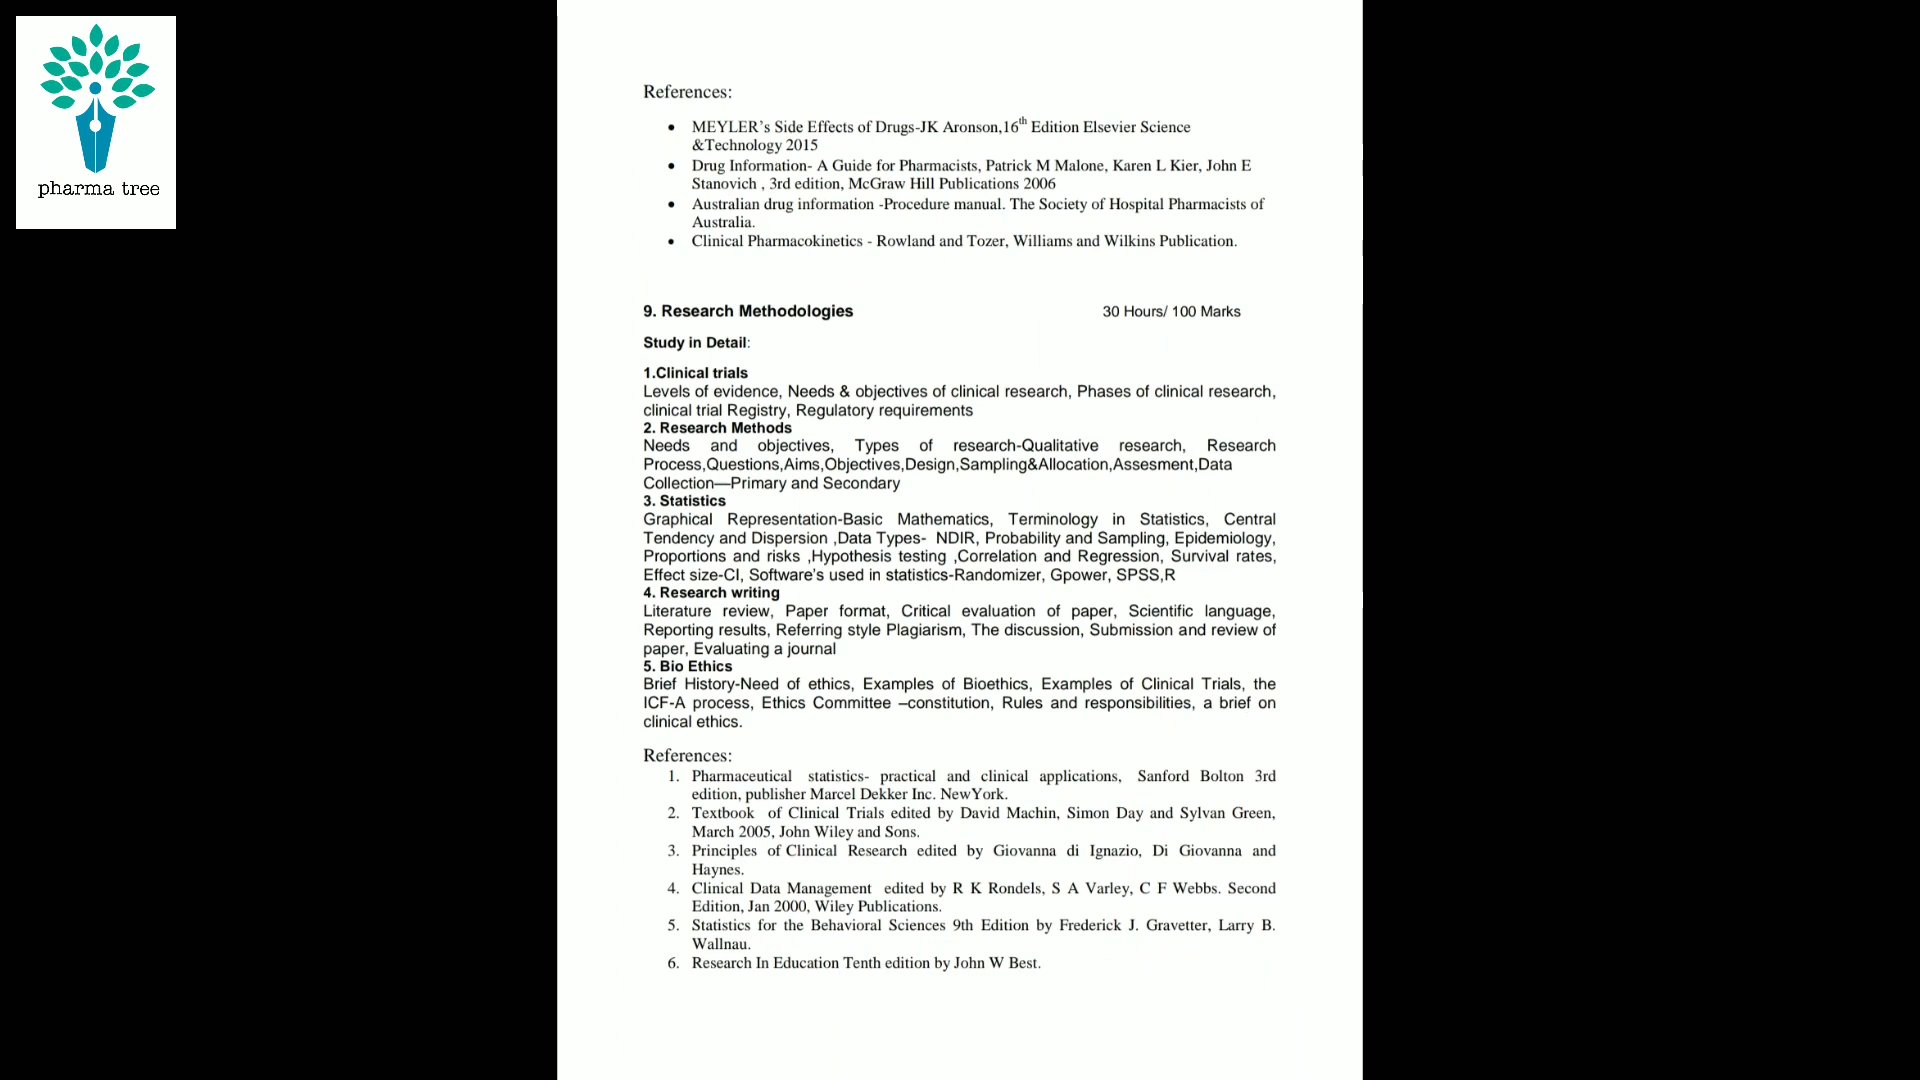 pharma tree
References:
• MEYLER's Side Effects of Drugs-JK Aronson,16th Edition Elsevier Science
&Technology 2015
• Drug Information- A Guide for Pharmacists, Patrick M Malone, Karen L Kier, John E
Stanovich , 3rd edition, McGraw Hill Publications 2006
• Australian drug information -Procedure manual. The Society of Hospital Pharmacists of
Australia.
• Clinical Pharmacokinetics - Rowland and Tozer, Williams and Wilkins Publication.
9. Research Methodologies 30 Hours/ 100 Marks
Study in Detail:
1.Clinical trials
Levels of evidence, Needs & objectives of clinical research, Phases of clinical research,
clinical trial Registry, Regulatory requirements
2. Research Methods
Needs and objectives, Types of research-Qualitative research, Research
Process,Questions,Aims,Objectives,Design,Sampling&Allocation,Assesment,Data
Collection—Primary and Secondary
3. Statistics
Graphical Representation-Basic Mathematics, Terminology in Statistics, Central
Tendency and Dispersion ,Data Types- NDIR, Probability and Sampling, Epidemiology,
Proportions and risks ,Hypothesis testing ,Correlation and Regression, Survival rates,
Effect size-CI, Software's used in statistics-Randomizer, Gpower, SPSS,R
4. Research writing
Literature review, Paper format, Critical evaluation of paper, Scientific language,
Reporting results, Referring style Plagiarism, The discussion, Submission and review of
paper, Evaluating a journal
5. Bio Ethics
Brief History-Need of ethics, Examples of Bioethics, Examples of Clinical Trials, the
ICF-A process, Ethics Committee –constitution, Rules and responsibilities, a brief on
clinical ethics.
References:
1. Pharmaceutical statistics- practical and clinical applications, Sanford Bolton 3rd
edition, publisher Marcel Dekker Inc. NewYork.
2. Textbook of Clinical Trials edited by David Machin, Simon Day and Sylvan Green,
March 2005, John Wiley and Sons.
3. Principles of Clinical Research edited by Giovanna di Ignazio, Di Giovanna and
Haynes.
4. Clinical Data Management edited by R K Rondels, S A Varley, C F Webbs. Second
Edition, Jan 2000, Wiley Publications.
5. Statistics for the Behavioral Sciences 9th Edition by Frederick J. Gravetter, Larry B.
Wallnau.
6. Research In Education Tenth edition by John W Best.